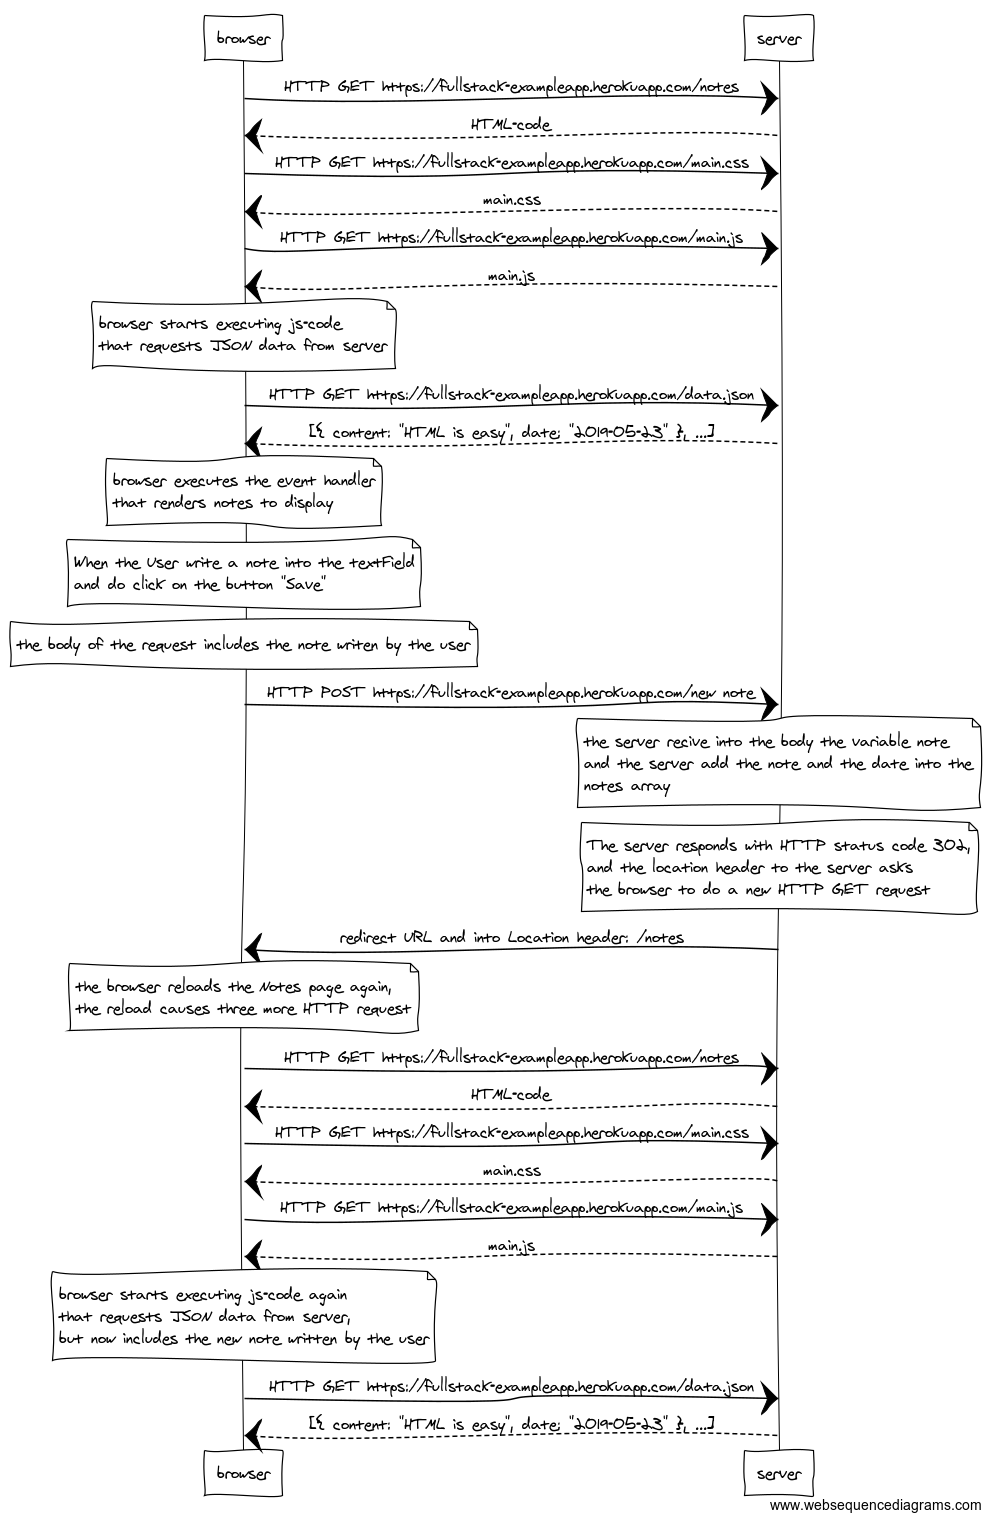 browser
server
HTTP GET https://fullstack-exampleapp.herokuapp.com/notes
HTML-code
HTTP GET https://fullstack-exampleapp.herokuapp.com/main.css
main.css
HTTP GET https://fullstack-exampleapp.herokuapp.com/main.js
main.js
browser starts executing js-code
that requests JSON data from server
HTTP GET https://fullstack-exampleapp.herokuapp.com/data.json
[{ content: "HTML is easy", date: "2019-05-23" }, ...]
browser executes the event handler
that renders notes to display
When the User write a note into the textField
and do click on the button "Save"
the body of the request includes the note writen by the user
HTTP POST https://fullstack-exampleapp.herokuapp.com/new note
the server recive into the body the variable note
and the server add the note and the date into the
notes array
The server responds with HTTP status code 302,
and the location header to the server asks
the browser to do a new HTTP GET request
redirect URL and into Location header: /notes
the browser reloads the Notes page again,
the reload causes three more HTTP request
HTTP GET https://fullstack-exampleapp.herokuapp.com/notes
HTML-code
HTTP GET https://fullstack-exampleapp.herokuapp.com/main.css
main.css
HTTP GET https://fullstack-exampleapp.herokuapp.com/main.js
main.js
browser starts executing js-code again
that requests JSON data from server,
but now includes the new note written by the user
HTTP GET https://fullstack-exampleapp.herokuapp.com/data.json
[{ content: "HTML is easy", date: "2019-05-23" }, ...]
browser
server
www.websequencediagrams.com